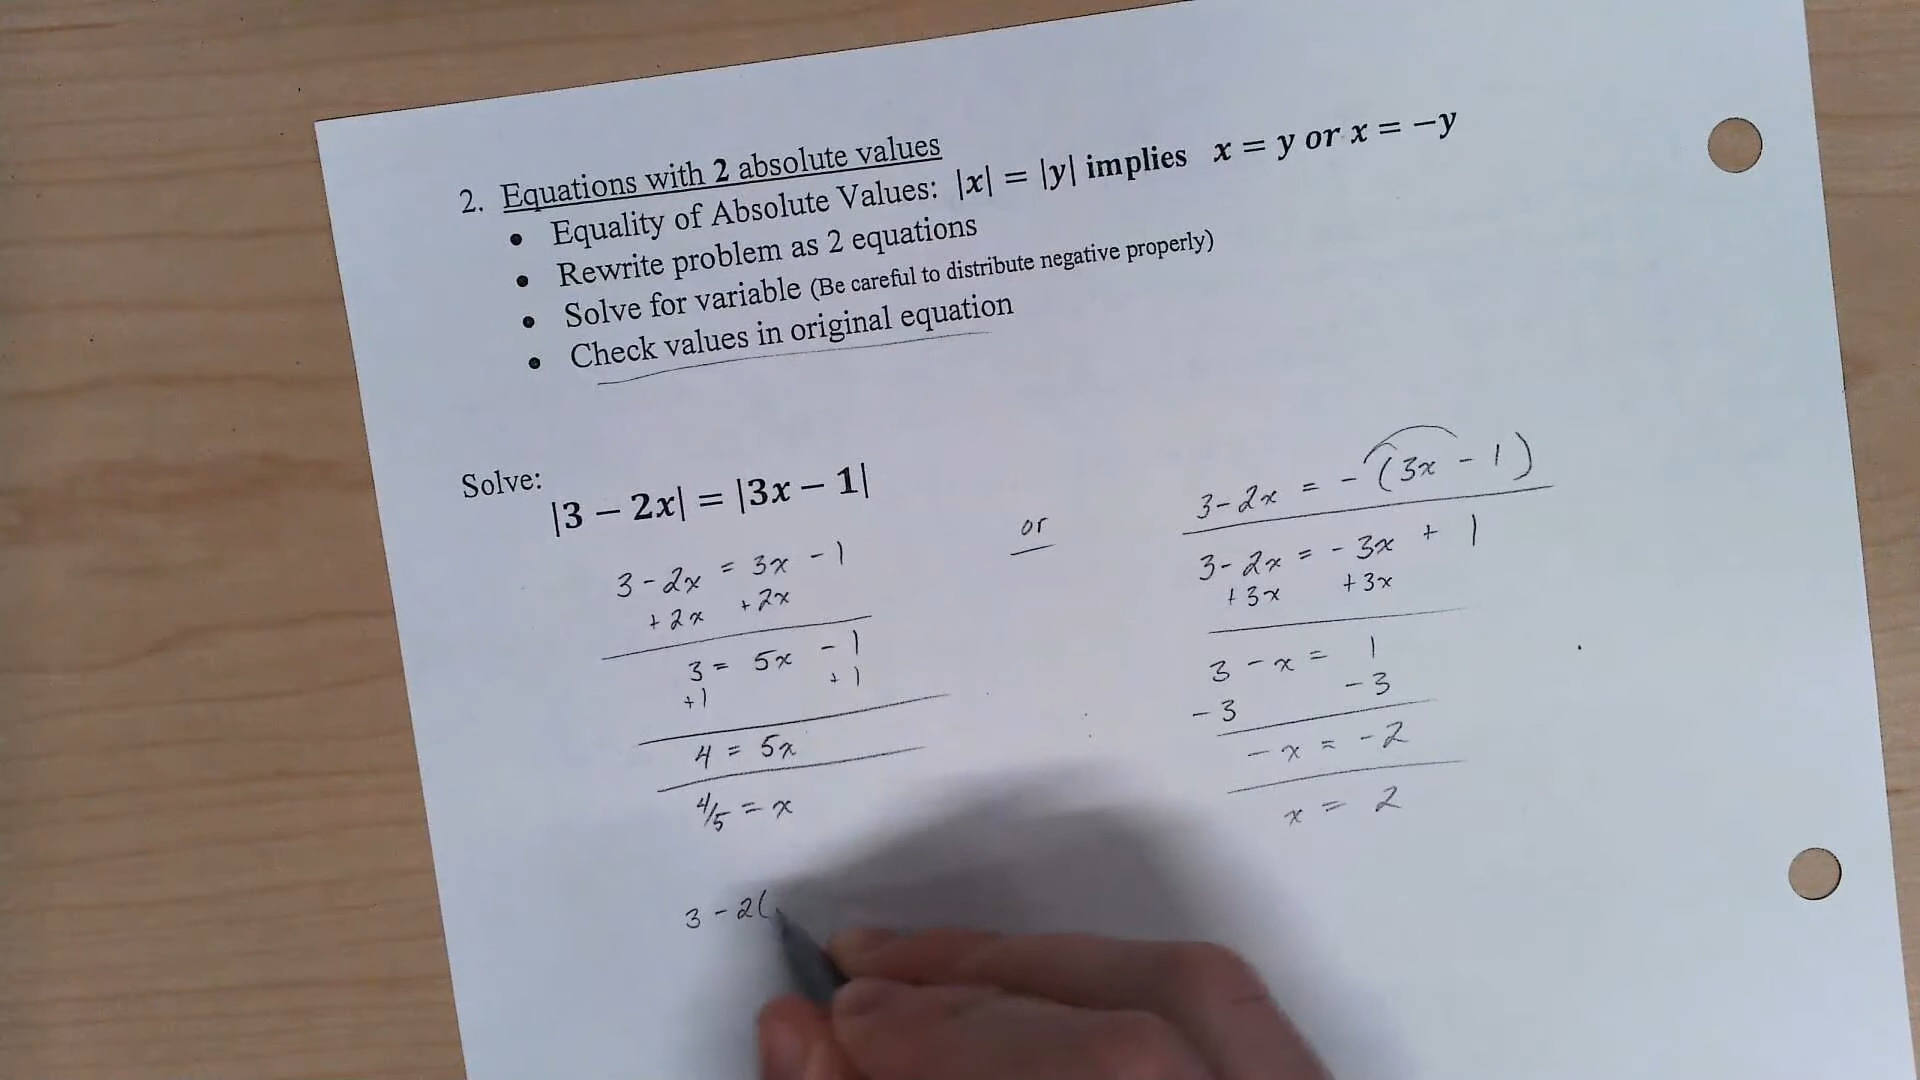 2. Equations with 2 absolute values
• Equality of Absolute Values: |x| = |y| implies x = y or x = −y
• Rewrite problem as 2 equations
• Solve for variable (Be careful to distribute negative properly)
• Check values in original equation
Solve:
|3 − 2x| = |3x − 1|
3 - 2x = 3x - 1
+ 2x + 2x
3 = 5x - 1
+1 + 1
4 = 5x
4/5 = x
3 - 2(
or
3 - 2x = - (3x - 1)
3 - 2x = - 3x + 1
+ 3x + 3x
3 - x = 1
- 3 - 3
- x = - 2
x = 2